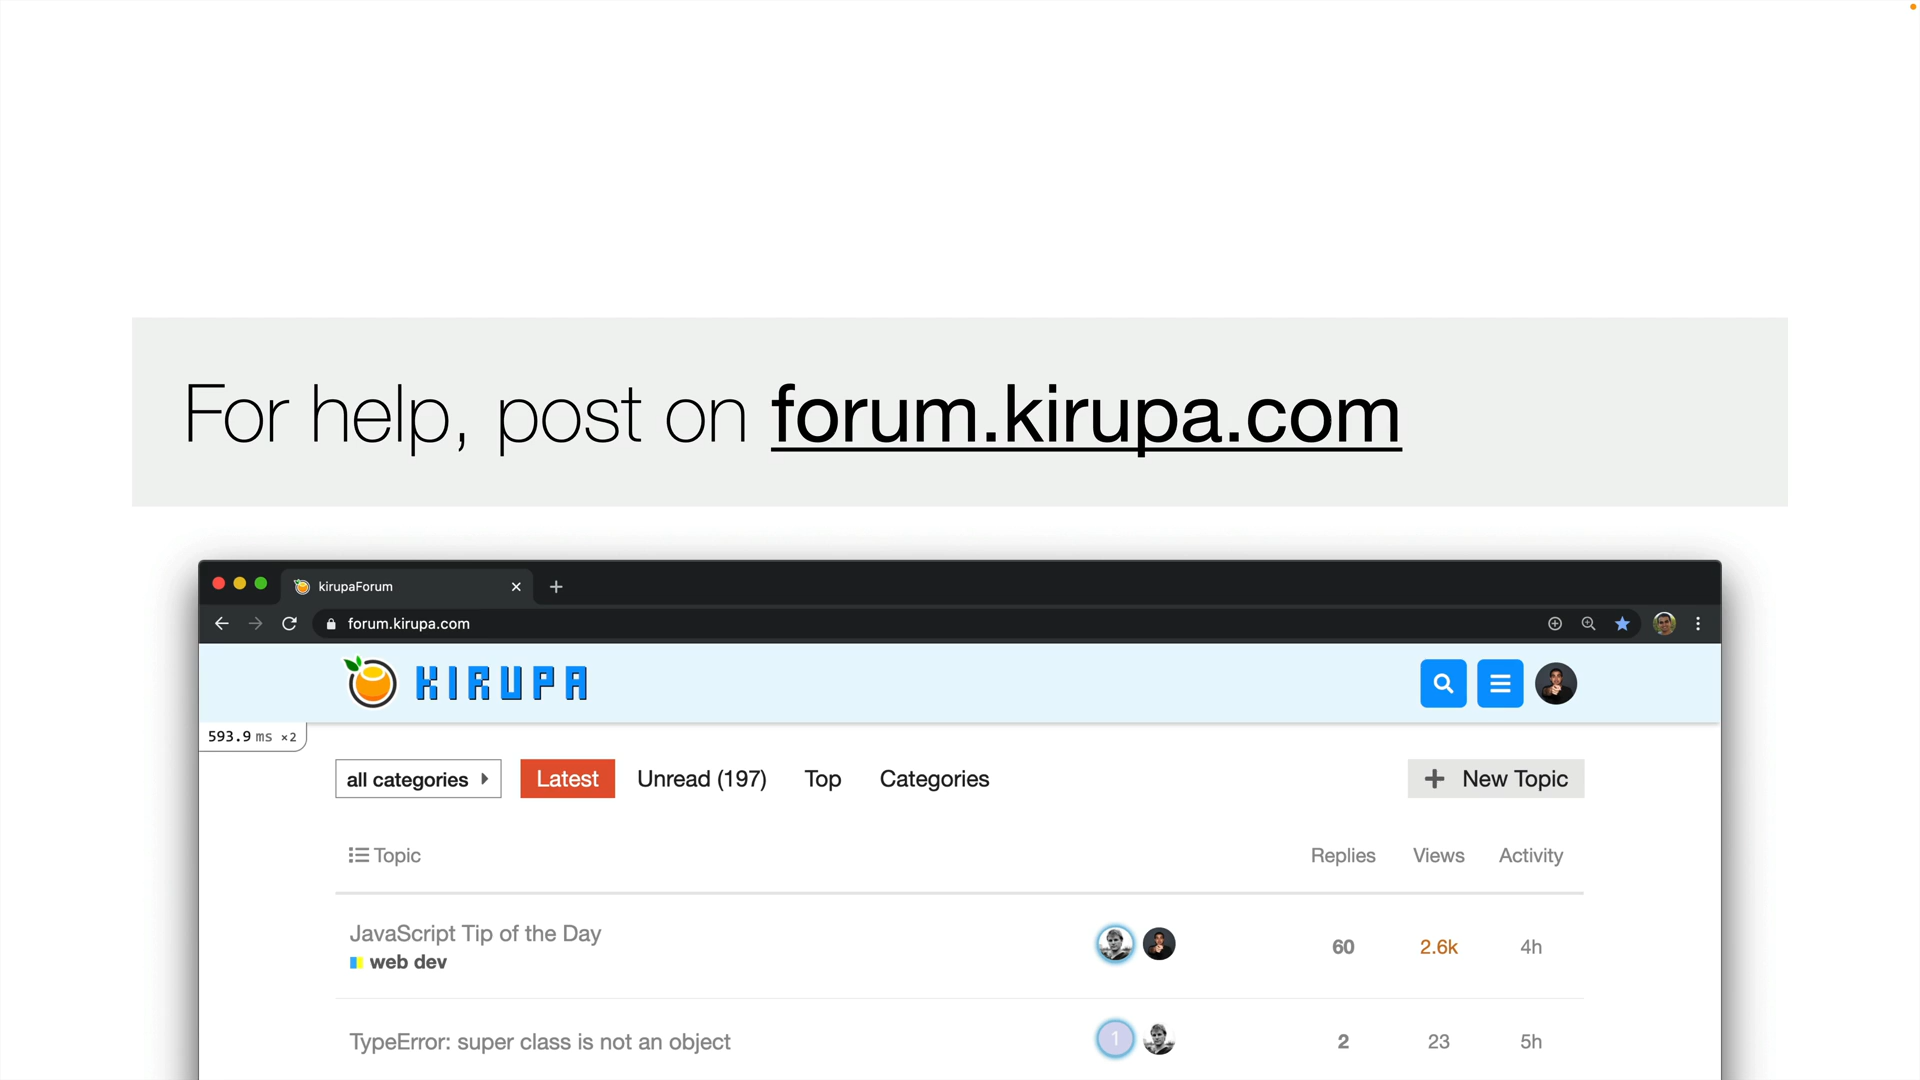 For help, post on forum.kirupa.com
kirupaForum
forum.kirupa.com
KIRUPA
593.9 ms ×2
all categories Latest Unread (197) Top Categories New Topic
Topic Replies Views Activity
JavaScript Tip of the Day 60 2.6k 4h
web dev
TypeError: super class is not an object 1 2 23 5h